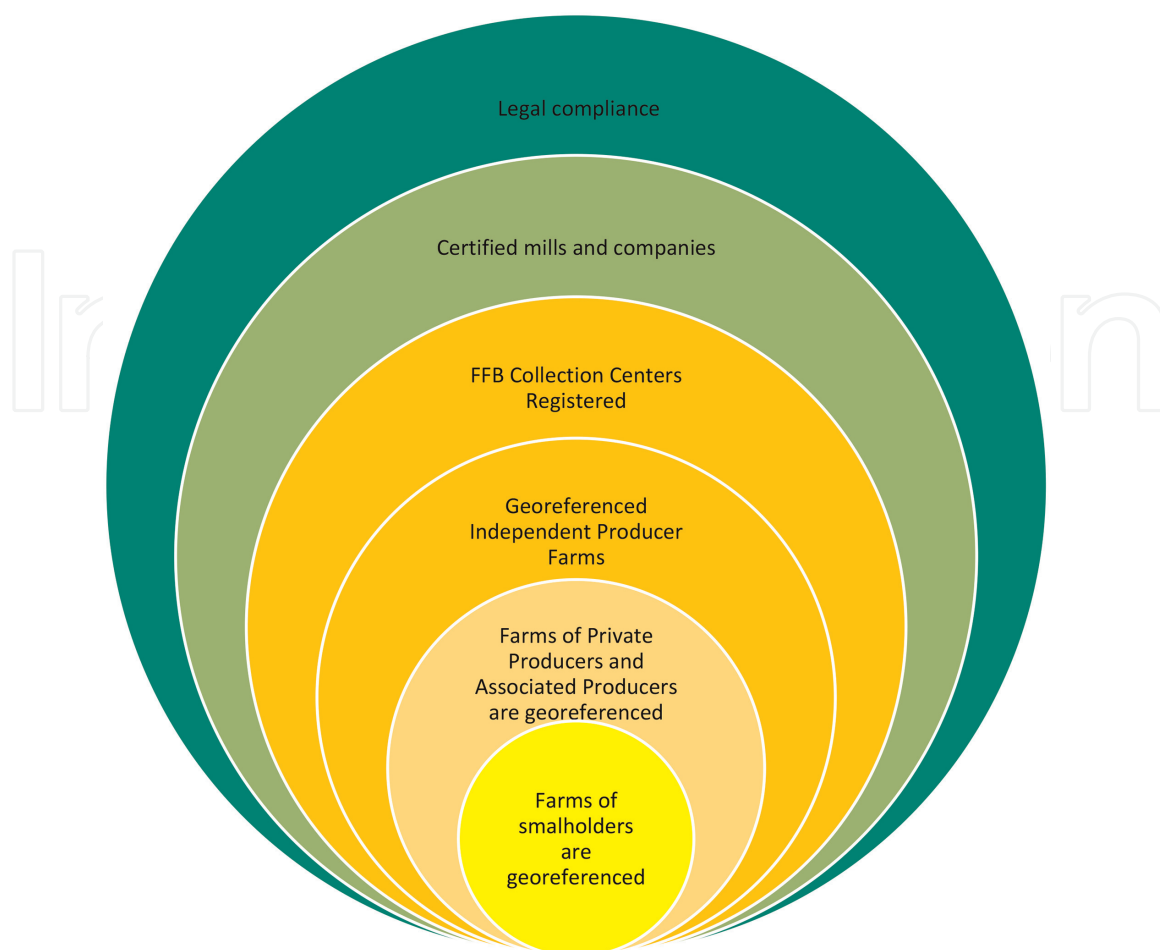 Legal compliance
Certified mills and companies
FFB Collection Centers
Registered
Georeferenced
Independent Producer
Farms
Farms of Private
Producers and
Associated Producers
are georeferenced
Farms of
smalholders
are
georeferenced